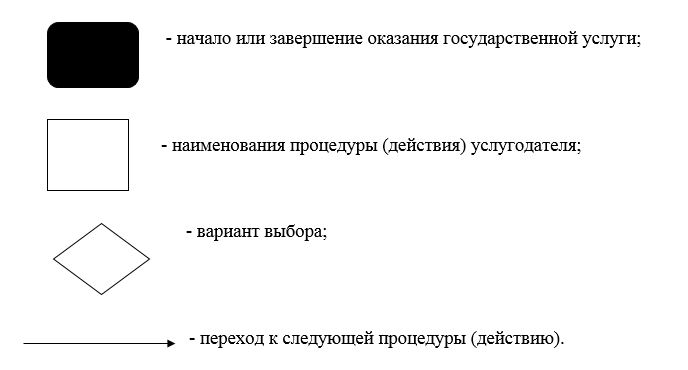 - начало или завершение оказания государственной услуги;
- наименования процедуры (действия) услугодателя;
- вариант выбора;
- переход к следующей процедуры (действию).